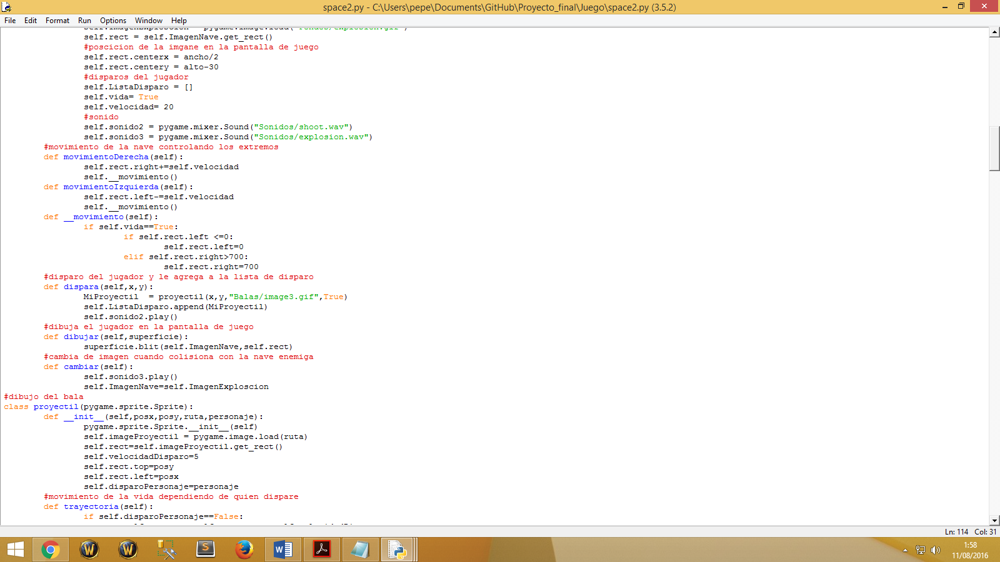 space2.py - C:\Users\pepe\Documents\GitHub\Proyecto_final\Juego\space2.py (3.5.2)
File Edit Format Run Options Window Help
self.rect = self.ImagenNave.get_rect()
#poscicion de la imgane en la pantalla de juego
self.rect.centerx = ancho/2
self.rect.centery = alto-30
#disparos del jugador
self.ListaDisparo = []
self.vida= True
self.velocidad= 20
#sonido
self.sonido2 = pygame.mixer.Sound("Sonidos/shoot.wav")
self.sonido3 = pygame.mixer.Sound("Sonidos/explosion.wav")
#movimiento de la nave controlando los extremos
def movimientoDerecha(self):
self.rect.right+=self.velocidad
self.__movimiento()
def movimientoIzquierda(self):
self.rect.left-=self.velocidad
self.__movimiento()
def __movimiento(self):
if self.vida==True:
if self.rect.left <=0:
self.rect.left=0
elif self.rect.right>700:
self.rect.right=700
#disparo del jugador y le agrega a la lista de disparo
def dispara(self,x,y):
MiProyectil  = proyectil(x,y,"Balas/image3.gif",True)
self.ListaDisparo.append(MiProyectil)
self.sonido2.play()
#dibuja el jugador en la pantalla de juego
def dibujar(self,superficie):
superficie.blit(self.ImagenNave,self.rect)
#cambia de imagen cuando colisiona con la nave enemiga
def cambiar(self):
self.sonido3.play()
self.ImagenNave=self.ImagenExploscion
#dibujo del bala
class proyectil(pygame.sprite.Sprite):
def __init__(self,posx,posy,ruta,personaje):
pygame.sprite.Sprite.__init__(self)
self.imageProyectil = pygame.image.load(ruta)
self.rect=self.imageProyectil.get_rect()
self.velocidadDisparo=5
self.rect.top=posy
self.rect.left=posx
self.disparoPersonaje=personaje
#movimiento de la vida dependiendo de quien dispare
def trayectoria(self):
if self.disparoPersonaje==False:
Ln: 114 Col: 31
1:58
11/08/2016